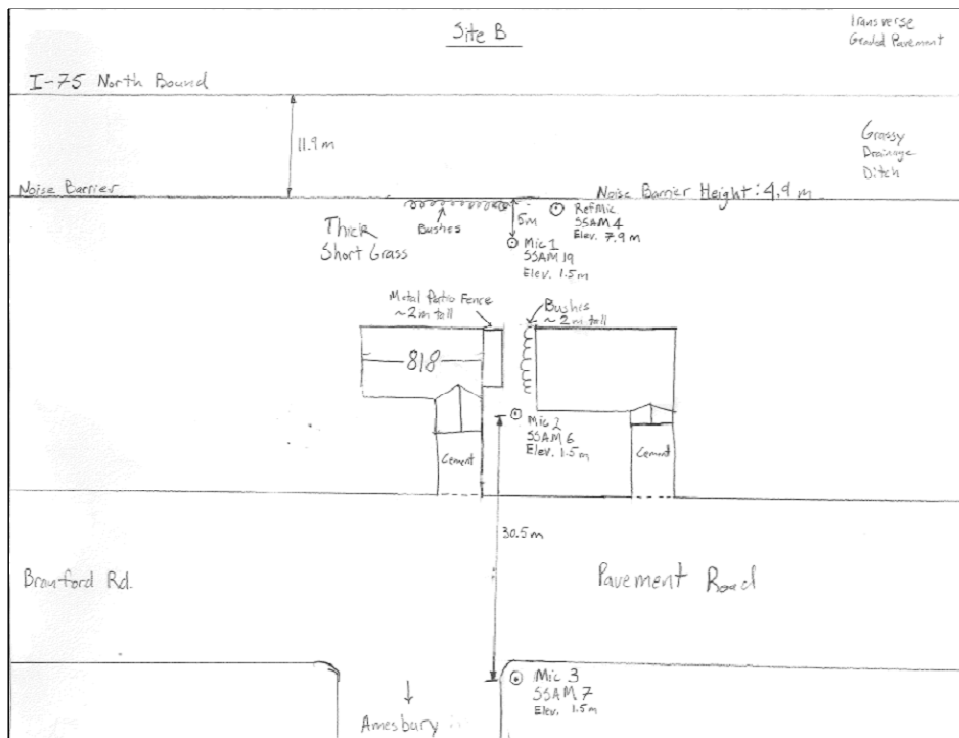 Site B
Transverse
Graded Pavement
I-75 North Bound
11.9 m
Grassy
Drainage
Ditch
Noise Barrier
Noise Barrier Height: 4.9 m
Bushes
5m
Ref Mic
SSAM 4
Elev. 7.9 m
Thick
Short Grass
Mic 1
SSAM 19
Elev. 1.5 m
Metal Patio Fence
~2m tall
Bushes
~2m tall
818
Mic 2
SSAM 6
Elev. 1.5 m
Cement
Cement
30.5 m
Branford Rd.
Pavement Road
Mic 3
SSAM 7
Elev. 1.5m
Amesbury